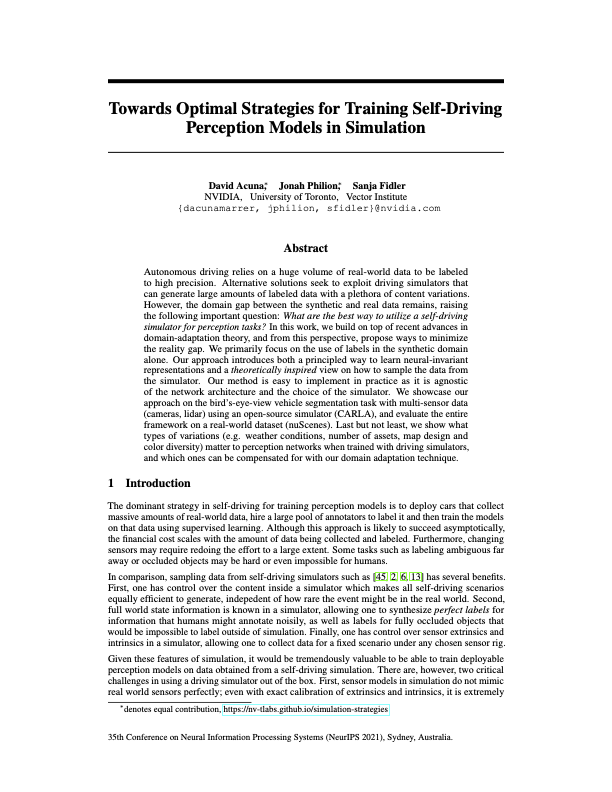 Towards Optimal Strategies for Training Self-Driving
Perception Models in Simulation
David Acuna,* Jonah Philion,* Sanja Fidler
NVIDIA, University of Toronto, Vector Institute
{dacunamarrer, jphilion, sfidler}@nvidia.com
Abstract
Autonomous driving relies on a huge volume of real-world data to be labeled
to high precision. Alternative solutions seek to exploit driving simulators that
can generate large amounts of labeled data with a plethora of content variations.
However, the domain gap between the synthetic and real data remains, raising
the following important question: What are the best way to utilize a self-driving
simulator for perception tasks? In this work, we build on top of recent advances in
domain-adaptation theory, and from this perspective, propose ways to minimize
the reality gap. We primarily focus on the use of labels in the synthetic domain
alone. Our approach introduces both a principled way to learn neural-invariant
representations and a theoretically inspired view on how to sample the data from
the simulator. Our method is easy to implement in practice as it is agnostic
of the network architecture and the choice of the simulator. We showcase our
approach on the bird's-eye-view vehicle segmentation task with multi-sensor data
(cameras, lidar) using an open-source simulator (CARLA), and evaluate the entire
framework on a real-world dataset (nuScenes). Last but not least, we show what
types of variations (e.g. weather conditions, number of assets, map design and
color diversity) matter to perception networks when trained with driving simulators,
and which ones can be compensated for with our domain adaptation technique.
1 Introduction
The dominant strategy in self-driving for training perception models is to deploy cars that collect
massive amounts of real-world data, hire a large pool of annotators to label it and then train the models
on that data using supervised learning. Although this approach is likely to succeed asymptotically,
the financial cost scales with the amount of data being collected and labeled. Furthermore, changing
sensors may require redoing the effort to a large extent. Some tasks such as labeling ambiguous far
away or occluded objects may be hard or even impossible for humans.
In comparison, sampling data from self-driving simulators such as [45, 2, 6, 13] has several benefits.
First, one has control over the content inside a simulator which makes all self-driving scenarios
equally efficient to generate, indepedent of how rare the event might be in the real world. Second,
full world state information is known in a simulator, allowing one to synthesize perfect labels for
information that humans might annotate noisily, as well as labels for fully occluded objects that
would be impossible to label outside of simulation. Finally, one has control over sensor extrinsics and
intrinsics in a simulator, allowing one to collect data for a fixed scenario under any chosen sensor rig.
Given these features of simulation, it would be tremendously valuable to be able to train deployable
perception models on data obtained from a self-driving simulation. There are, however, two critical
challenges in using a driving simulator out of the box. First, sensor models in simulation do not mimic
real world sensors perfectly; even with exact calibration of extrinsics and intrinsics, it is extremely
*denotes equal contribution, https://nv-tlabs.github.io/simulation-strategies
35th Conference on Neural Information Processing Systems (NeurIPS 2021), Sydney, Australia.